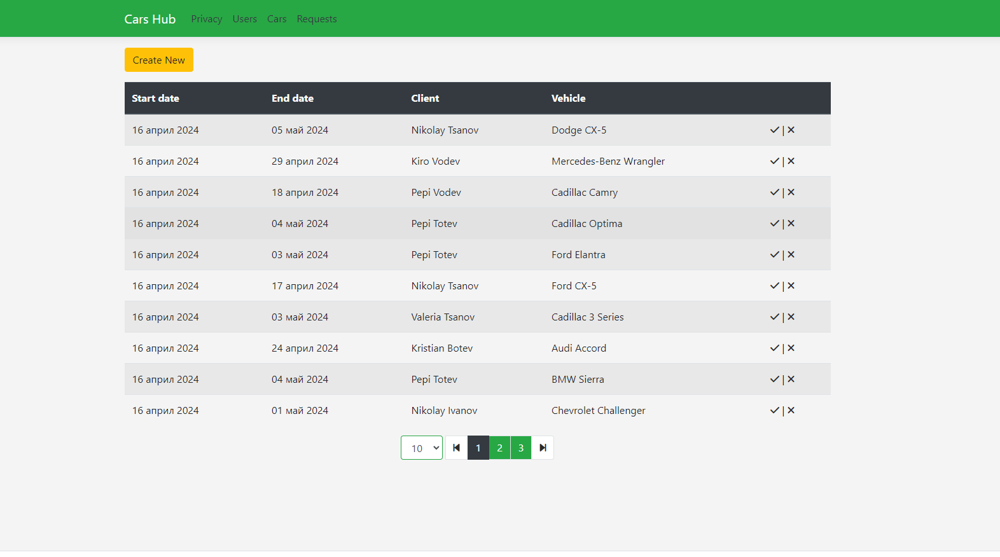 Cars Hub Privacy Users Cars Requests
Create New
Start date End date Client Vehicle
16 април 2024 05 май 2024 Nikolay Tsanov Dodge CX-5 |
16 април 2024 29 април 2024 Kiro Vodev Mercedes-Benz Wrangler |
16 април 2024 18 април 2024 Pepi Vodev Cadillac Camry |
16 април 2024 04 май 2024 Pepi Totev Cadillac Optima |
16 април 2024 03 май 2024 Pepi Totev Ford Elantra |
16 април 2024 17 април 2024 Nikolay Tsanov Ford CX-5 |
16 април 2024 03 май 2024 Valeria Tsanov Cadillac 3 Series |
16 април 2024 24 април 2024 Kristian Botev Audi Accord |
16 април 2024 04 май 2024 Pepi Totev BMW Sierra |
16 април 2024 01 май 2024 Nikolay Ivanov Chevrolet Challenger |
10 1 2 3